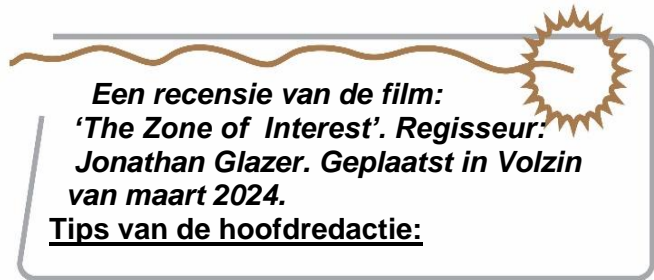 Een recensie van de film:
‘The Zone of Interest’. Regisseur:
Jonathan Glazer. Geplaatst in Volzin
van maart 2024.
Tips van de hoofdredactie: